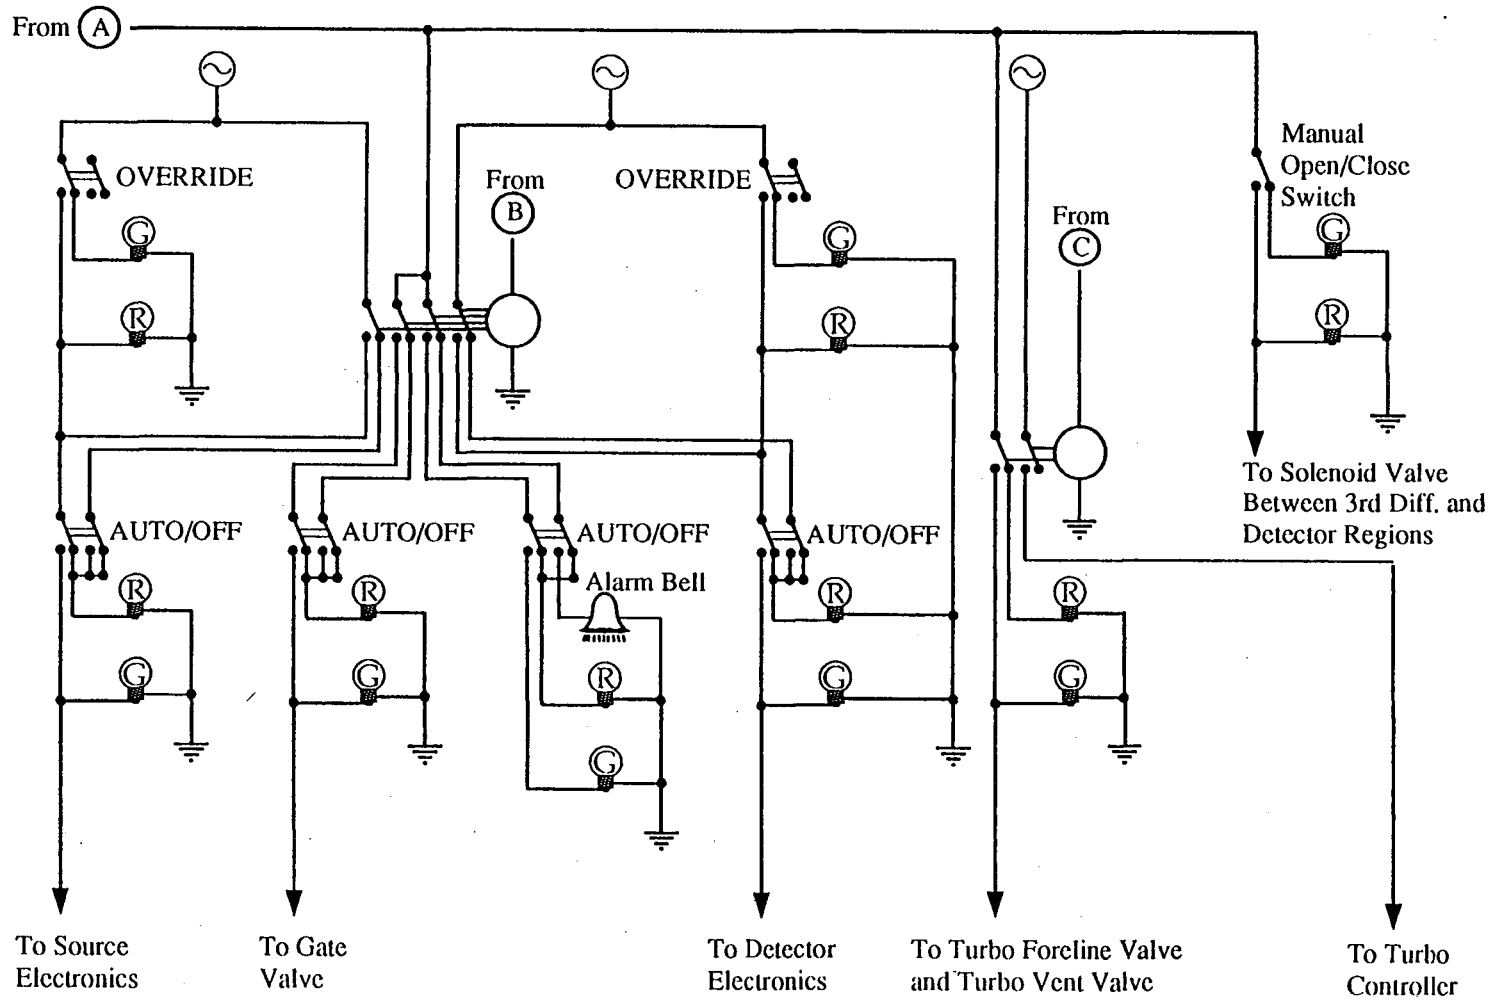 From A
OVERRIDE
From
B
OVERRIDE
Manual
Open/Close
Switch
From
C
G
G
G
R
R
R
To Solenoid Valve
Between 3rd Diff. and
Detector Regions
AUTO/OFF
AUTO/OFF
AUTO/OFF
AUTO/OFF
Alarm Bell
R
R
R
R
G
G
R
G
G
G
To Source
Electronics
To Gate
Valve
To Detector
Electronics
To Turbo Foreline Valve
and Turbo Vent Valve
To Turbo
Controller